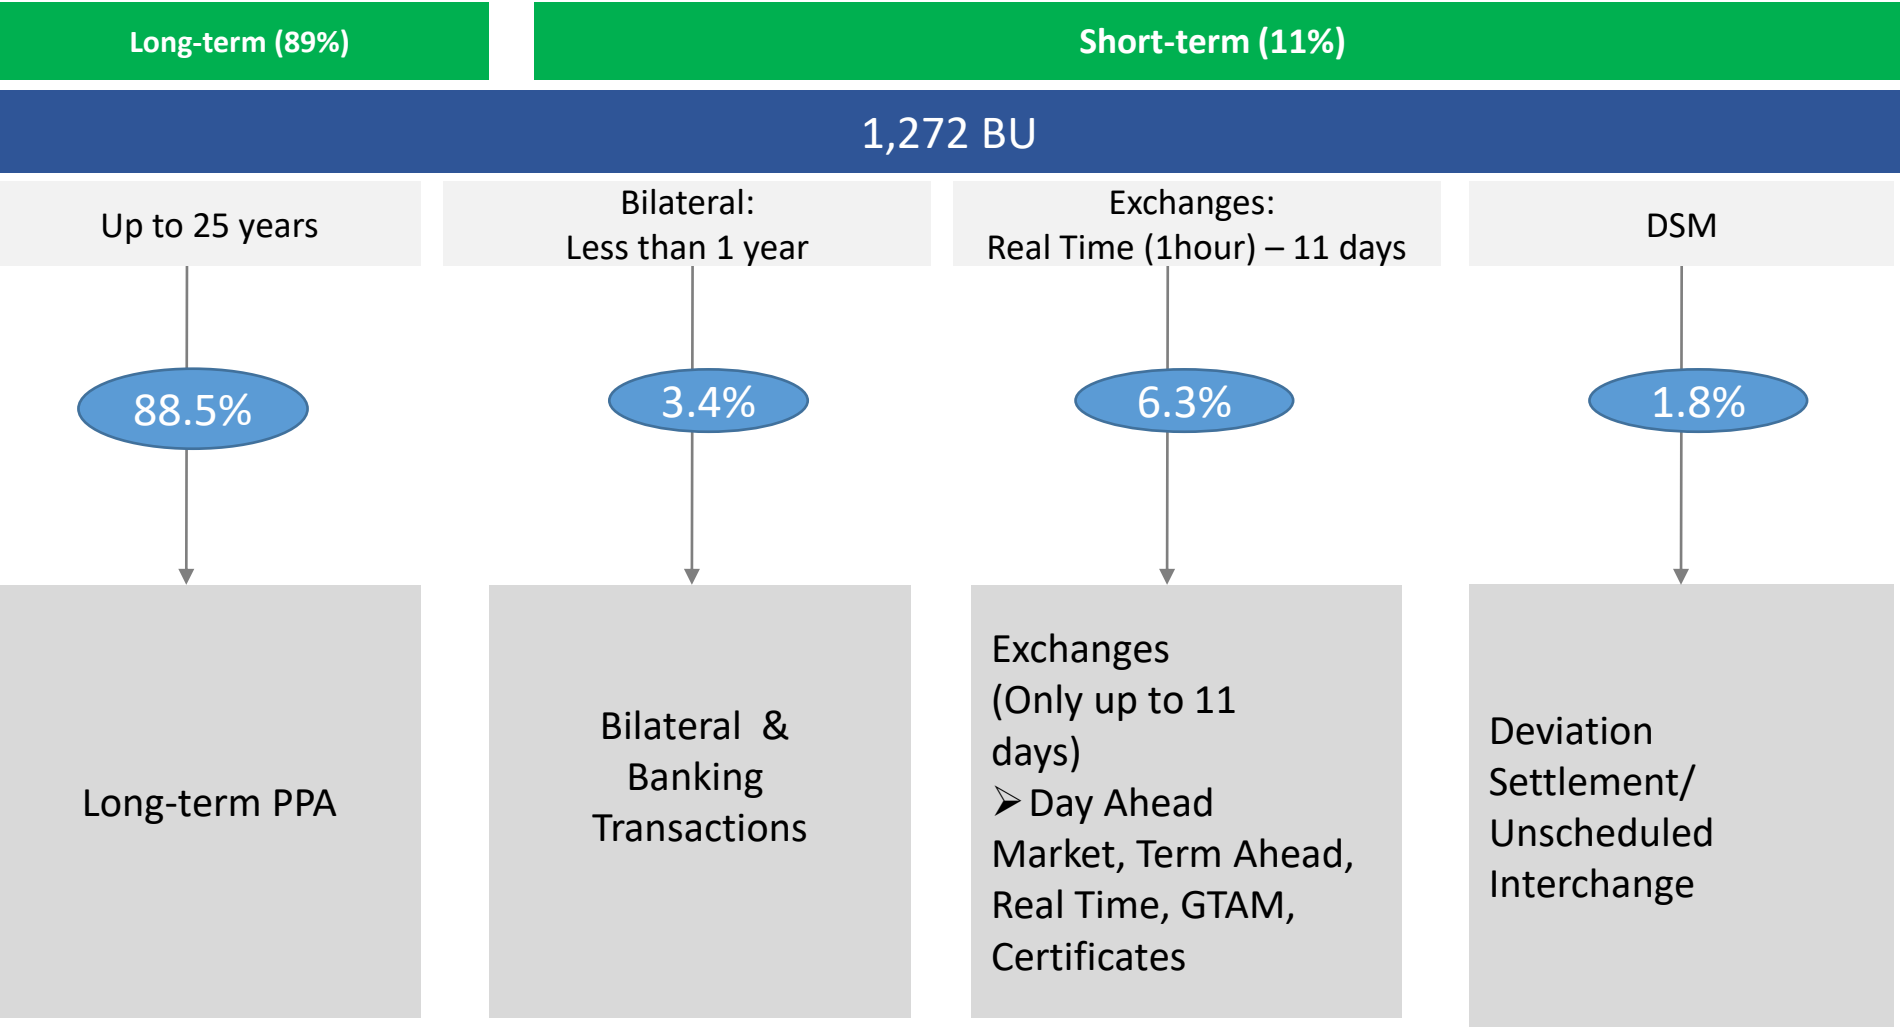 Long-term (89%)
Short-term (11%)
1,272 BU
Up to 25 years
Bilateral:
Less than 1 year
Exchanges:
Real Time (1hour) – 11 days
DSM
88.5%
3.4%
6.3%
1.8%
Long-term PPA
Bilateral &
Banking
Transactions
Exchanges
(Only up to 11
days)
➢ Day Ahead
Market, Term Ahead,
Real Time, GTAM,
Certificates
Deviation
Settlement/
Unscheduled
Interchange